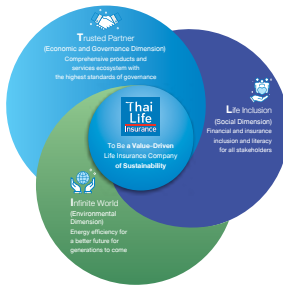 Trusted Partner
(Economic and Governance Dimension)
Comprehensive products and
services ecosystem with
the highest standards of governance
Thai
Life
Insurance
To Be a Value-Driven
Life Insurance Company
of Sustainability
Life Inclusion
(Social Dimension)
Financial and insurance
inclusion and literacy
for all stakeholders
Infinite World
(Environmental
Dimension)
Energy efficiency for
a better future for
generations to come